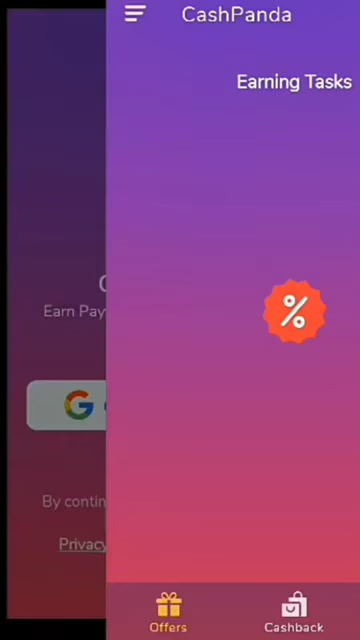 CashPanda
Earning Tasks
Earn Pay
By contin
Privacy
Offers
Cashback